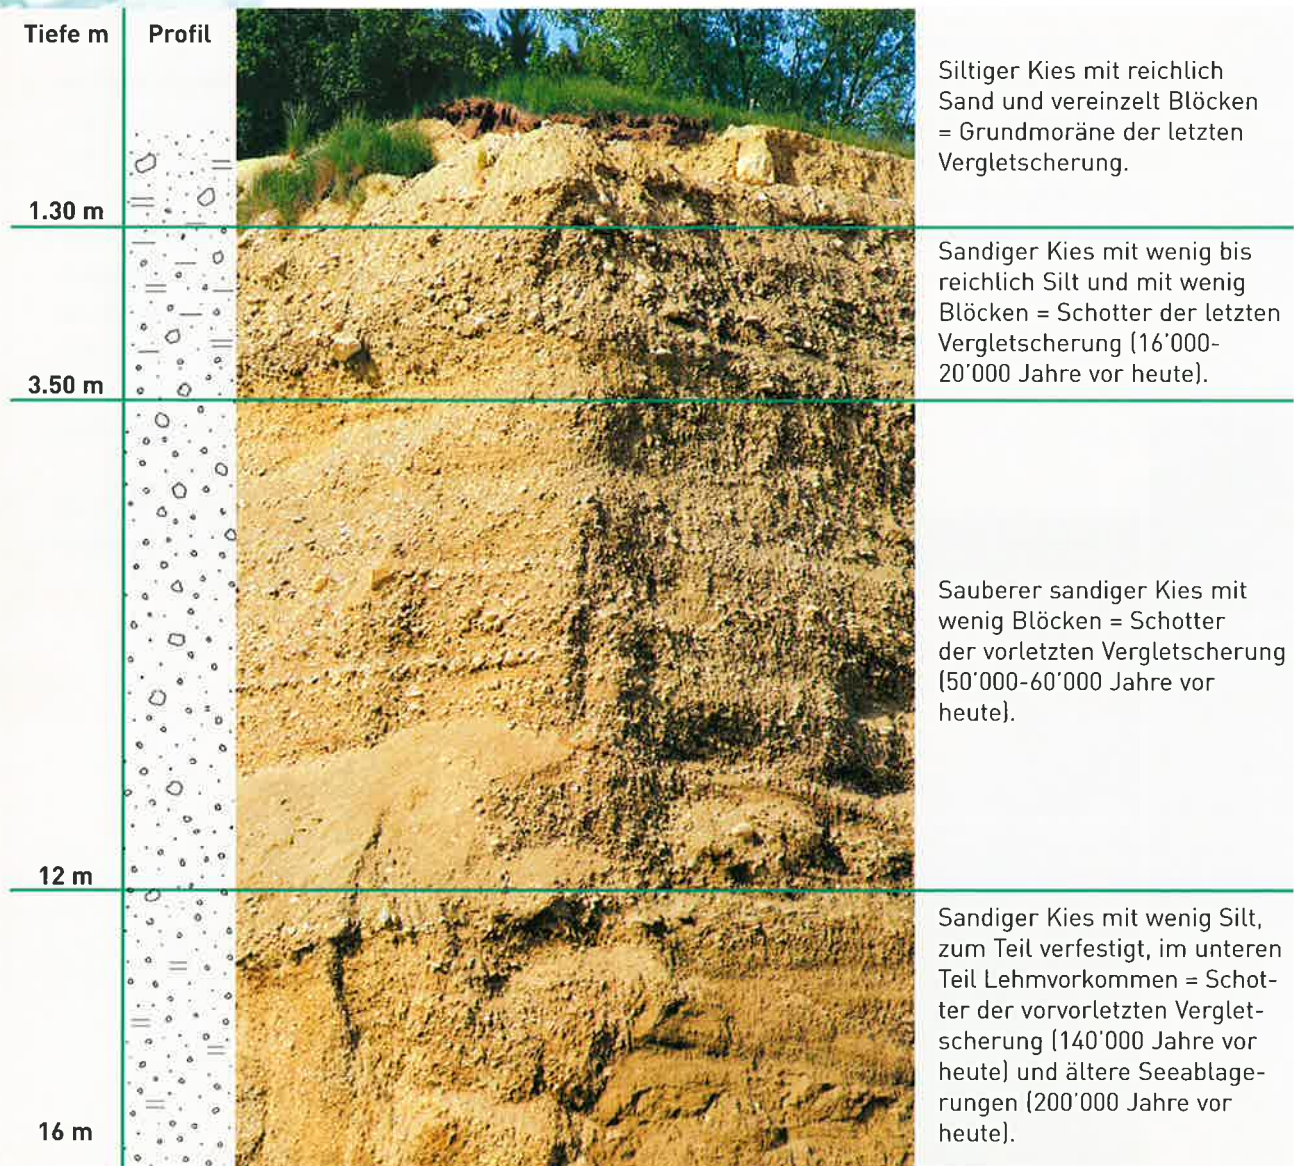 Tiefe m
Profil
Siltiger Kies mit reichlich
Sand und vereinzelt Blöcken
= Grundmoräne der letzten
Vergletscherung.
1.30 m
Sandiger Kies mit wenig bis
reichlich Silt und mit wenig
Blöcken = Schotter der letzten
Vergletscherung (16'000-
20'000 Jahre vor heute).
3.50 m
Sauberer sandiger Kies mit
wenig Blöcken = Schotter
der vorletzten Vergletscherung
(50'000-60'000 Jahre vor
heute).
12 m
Sandiger Kies mit wenig Silt,
zum Teil verfestigt, im unteren
Teil Lehmvorkommen = Schot-
ter der vorvorletzten Verglet-
scherung (140'000 Jahre vor
heute) und ältere Seeablage-
rungen (200'000 Jahre vor
heute).
16 m